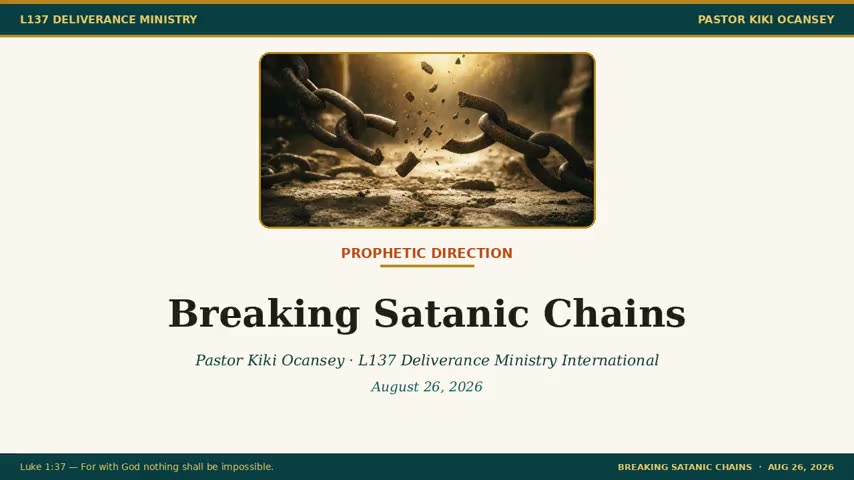 L137 DELIVERANCE MINISTRY
PASTOR KIKI OCANSEY
PROPHETIC DIRECTION
Breaking Satanic Chains
Pastor Kiki Ocansey · L137 Deliverance Ministry International
August 26, 2026
Luke 1:37 — For with God nothing shall be impossible.
BREAKING SATANIC CHAINS · AUG 26, 2026